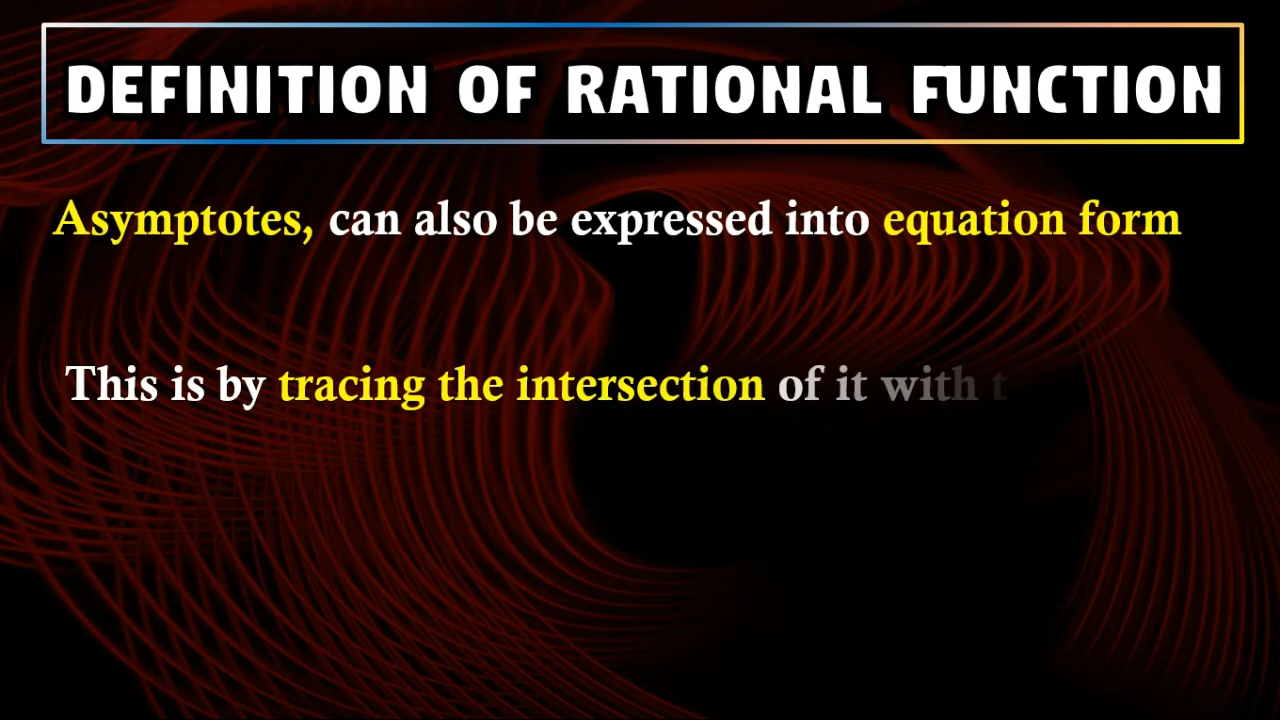 DEFINITION OF RATIONAL FUNCTION
Asymptotes, can also be expressed into equation form
This is by tracing the intersection of it with